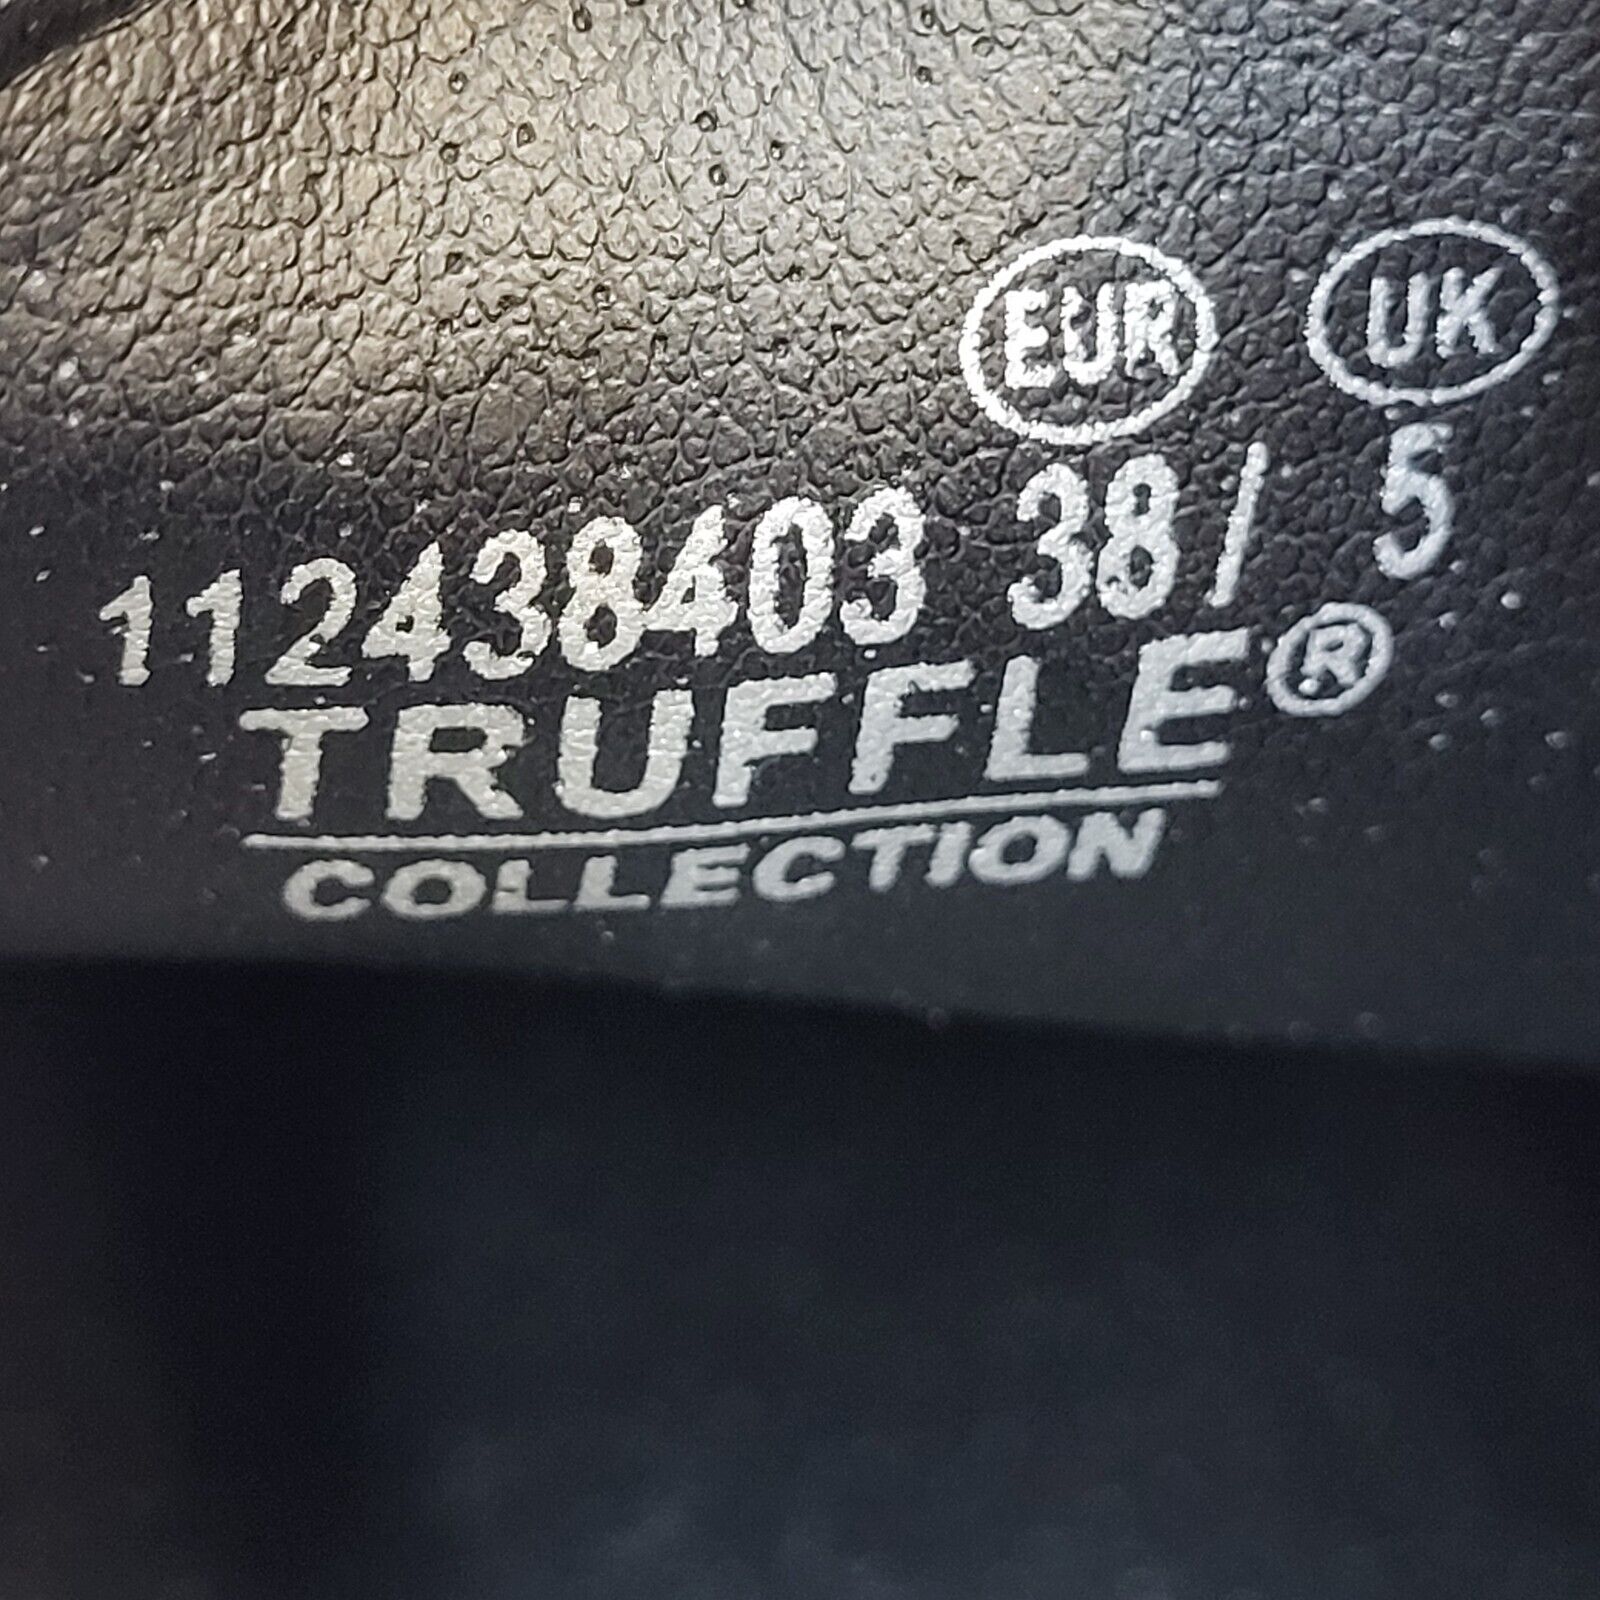 EUR UK
112438403 38/ 5
TRUFFLE®
COLLECTION